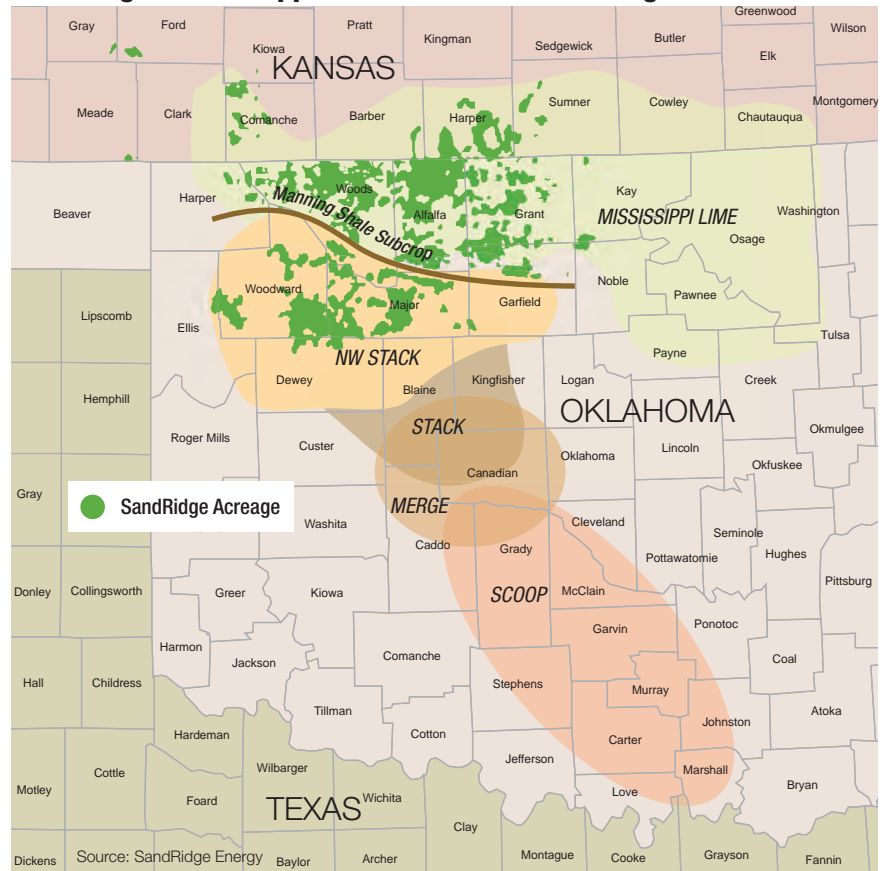 Gray
Ford
Pratt
Greenwood
Kiowa
Kingman
Sedgewick
Butler
Wilson
Elk
KANSAS
Meade
Clark
Comanche
Barber
Harper
Sumner
Cowley
Chautauqua
Montgomery
Beaver
Harper
Woods
Alfalfa
Grant
Kay
Washington
Manning Shale Subcrop
MISSISSIPPI LIME
Osage
Woodward
Major
Garfield
Noble
Pawnee
Lipscomb
Ellis
Tulsa
NW STACK
Payne
Dewey
Blaine
Kingfisher
Logan
Creek
Hemphill
OKLAHOMA
Roger Mills
Custer
STACK
Oklahoma
Lincoln
Okmulgee
Okfuskee
Gray
Canadian
SandRidge Acreage
MERGE
Washita
Caddo
Grady
Cleveland
Seminole
Pottawatomie
Hughes
Donley
Collingsworth
Greer
Kiowa
SCOOP
McClain
Pittsburg
Garvin
Ponotoc
Harmon
Jackson
Comanche
Coal
Hall
Childress
Stephens
Murray
Tillman
Johnston
Atoka
Hardeman
Cotton
Carter
Jefferson
Marshall
Motley
Cottle
Wilbarger
Love
Bryan
Foard
TEXAS
Wichita
Clay
Dickens
Source: SandRidge Energy
Baylor
Archer
Montague
Cooke
Grayson
Fannin